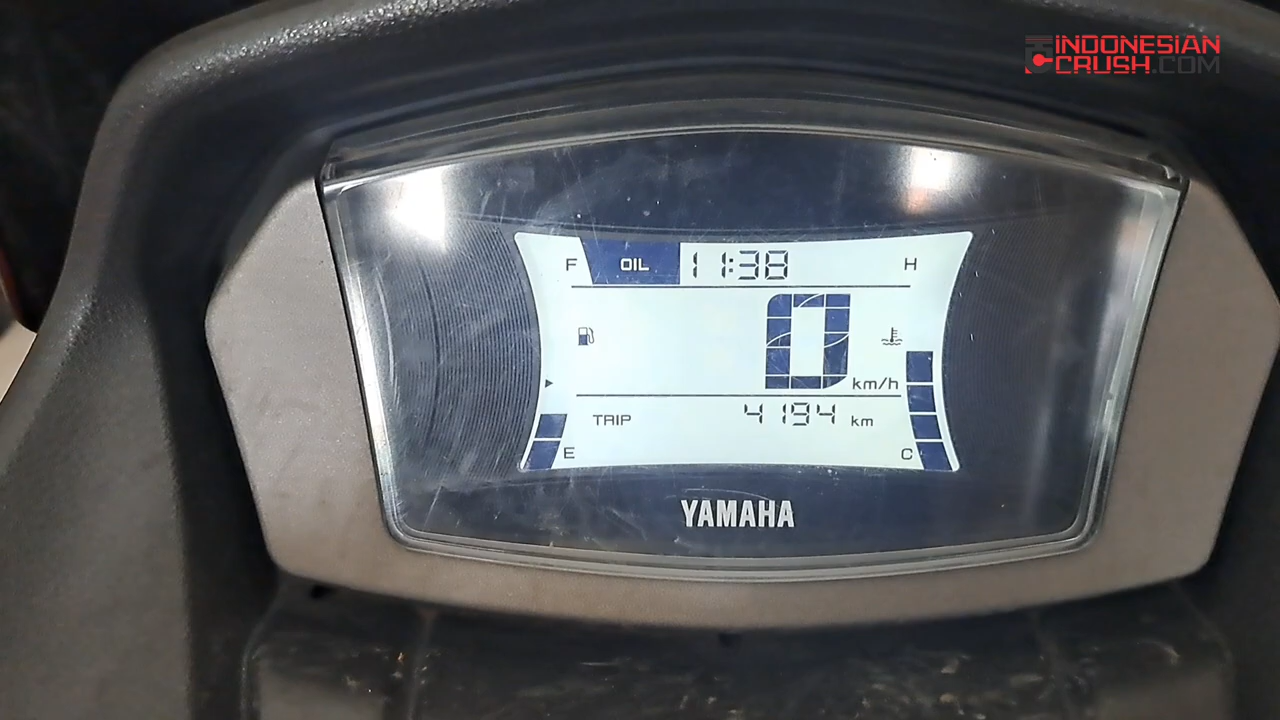 INDONESIAN
CRUSH.COM
F OIL 11:38 H
0 km/h
TRIP 4194 km
E C
YAMAHA